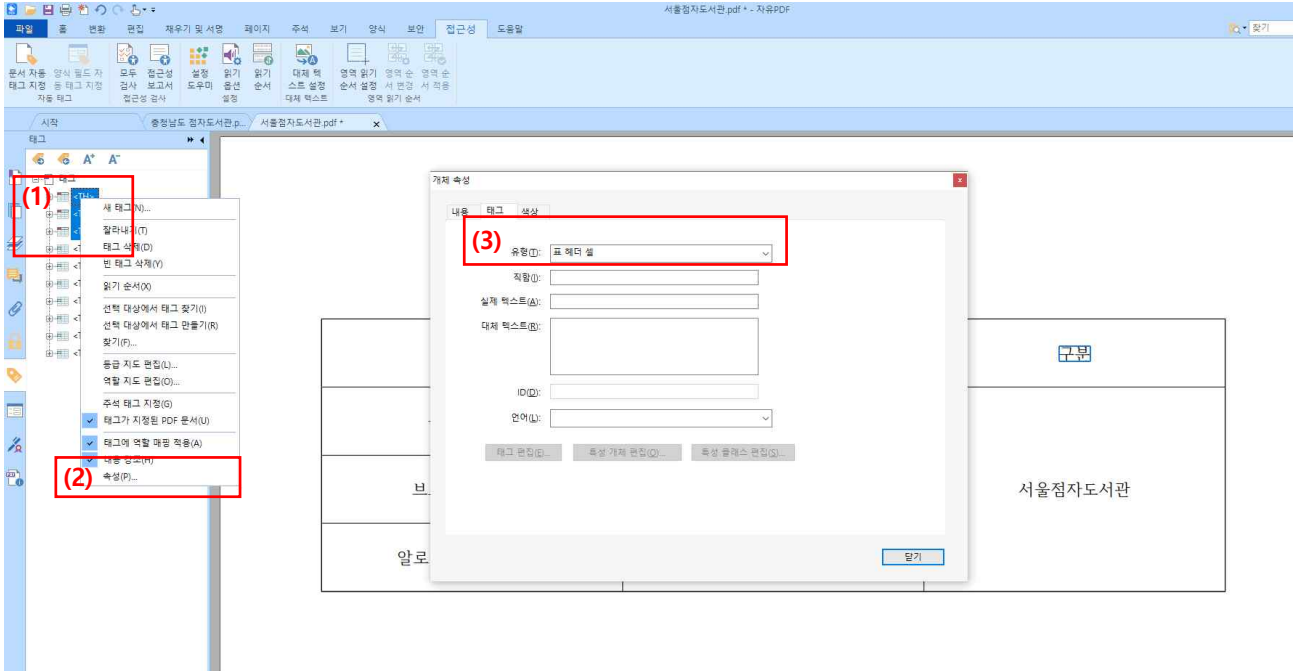 서울점자도서관.pdf * - 자유PDF
파일 홈 변환 편집 채우기 및 서명 페이지 주석 보기 양식 보안 접근성 도움말 찾기
문서 자동 태그 지정
양식 필드 자동 태그 지정
모두 검사
접근성 보고서
설정 도우미
읽기 옵션
읽기 순서
대체 텍스트 설정
영역 읽기 순서 설정
영역 순서 변경
영역 순서 적용
자동 태그 접근성 검사 설정 대체 텍스트 영역 읽기 순서
시작 충청남도 점자도서관.p... 서울점자도서관.pdf * x
태그
A+ A-
태그
(1)
<TH>
새 태그(N)...
잘라내기(T)
태그 삭제(D)
빈 태그 삭제(Y)
읽기 순서(X)
선택 대상에서 태그 찾기(I)
선택 대상에서 태그 만들기(R)
찾기(F)...
등급 지도 편집(L)...
역할 지도 편집(O)...
주석 태그 지정(G)
태그가 지정된 PDF 문서(U)
태그에 역할 매핑 적용(A)
내용 강조(H)
(2)
속성(P)...
개체 속성 x
내용 태그 색상
(3)
유형(T): 표 헤더 셀
직함(I):
실제 텍스트(A):
대체 텍스트(R):
ID(D):
언어(L):
태그 편집(E)... 특성 개체 편집(O)... 특성 클래스 편집(S)...
닫기
구분
서울점자도서관
알로